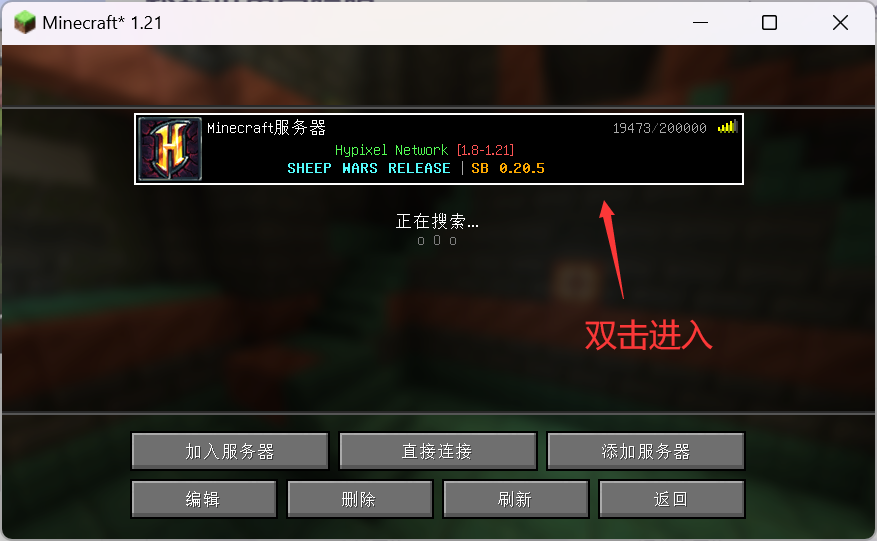 Minecraft* 1.21
Minecraft服务器 19473/200000
Hypixel Network [1.8-1.21]
SHEEP WARS RELEASE | SB 0.20.5
正在搜索...
o O o
双击进入
加入服务器 直接连接 添加服务器
编辑 删除 刷新 返回